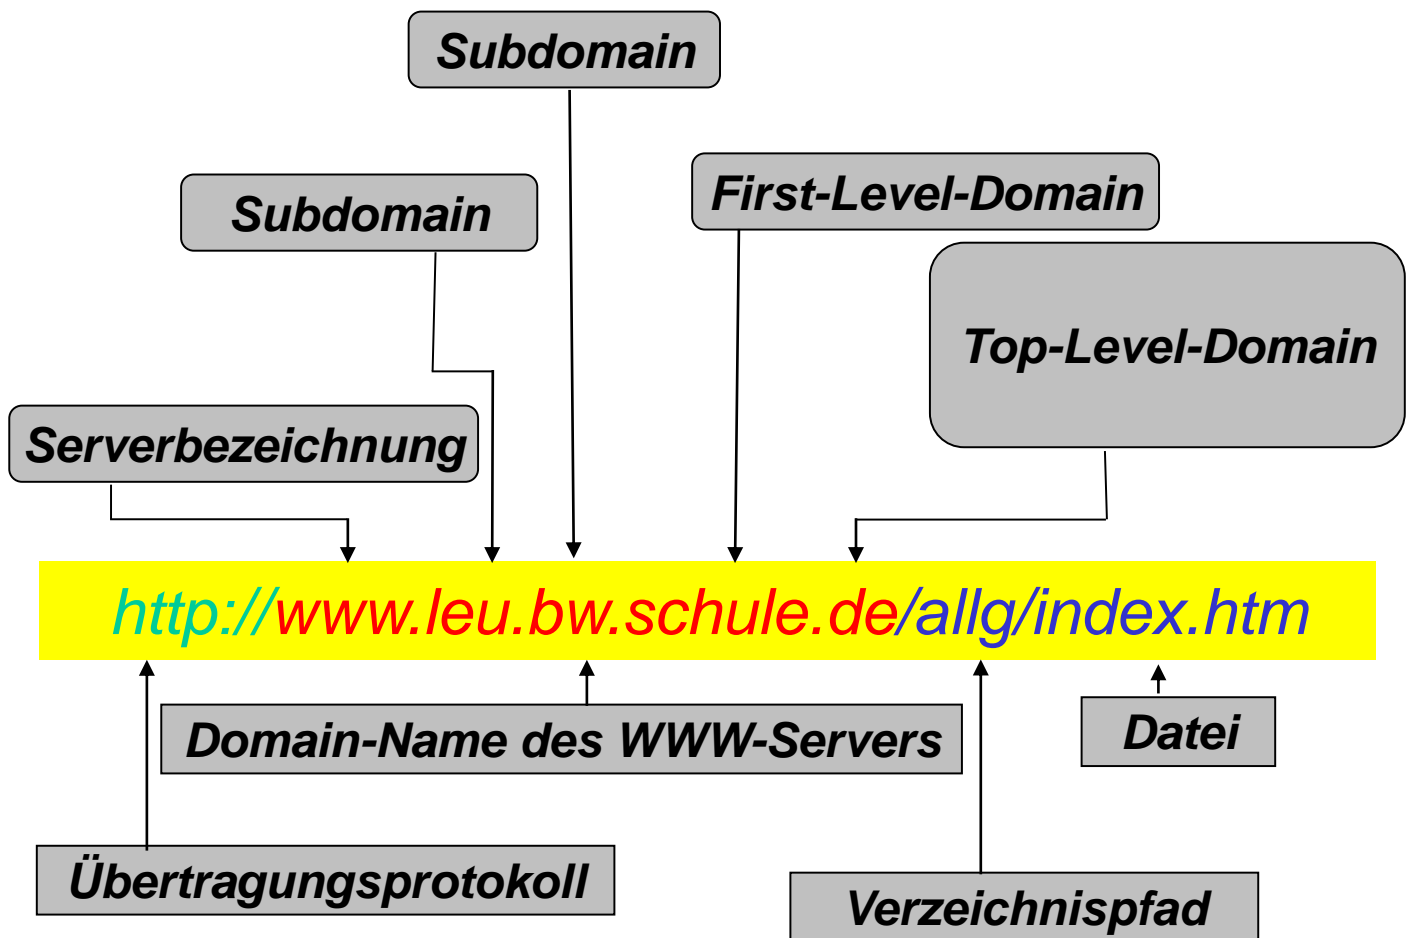 Subdomain
First-Level-Domain
Subdomain
Top-Level-Domain
Serverbezeichnung
http://www.leu.bw.schule.de/allg/index.htm
Domain-Name des WWW-Servers
Datei
Übertragungsprotokoll
Verzeichnispfad